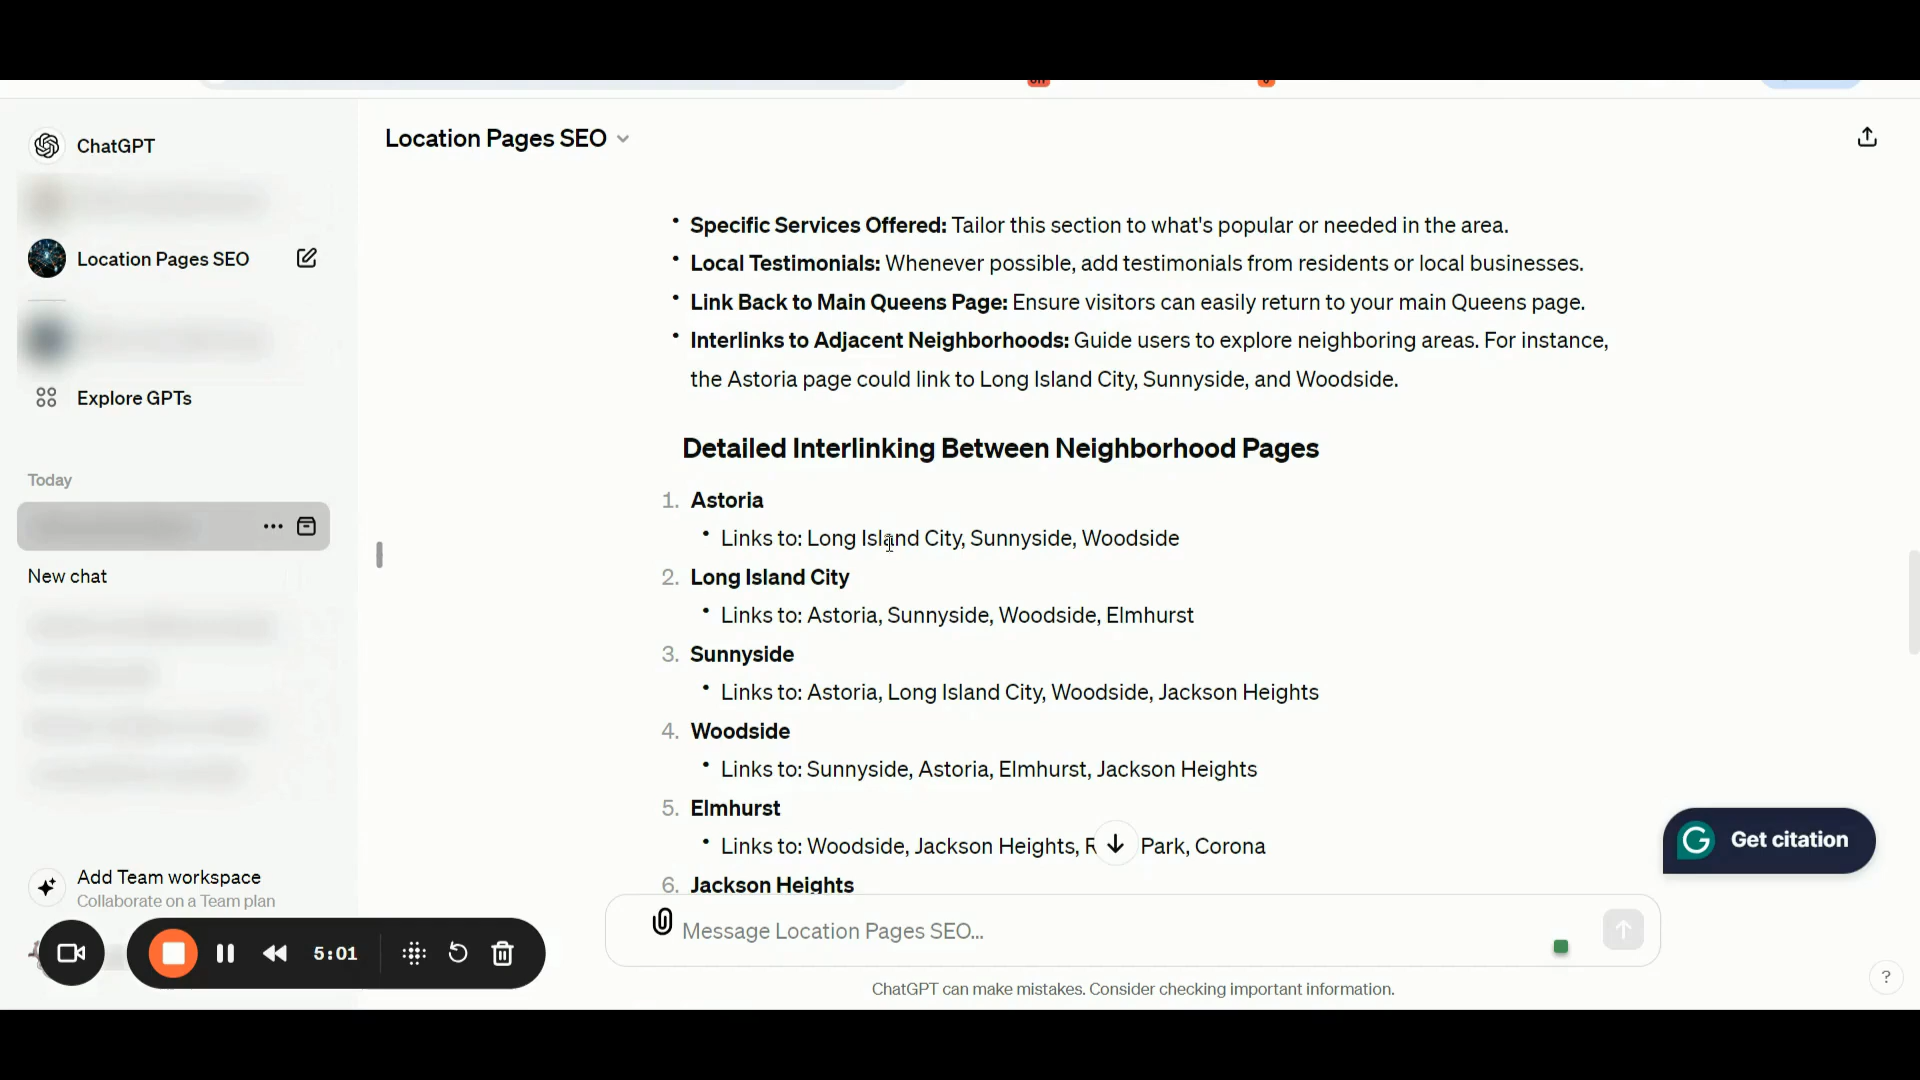 ChatGPT
Location Pages SEO
Location Pages SEO
Explore GPTs
Today
New chat
Add Team workspace
Collaborate on a Team plan
5:01
• Specific Services Offered: Tailor this section to what's popular or needed in the area.
• Local Testimonials: Whenever possible, add testimonials from residents or local businesses.
• Link Back to Main Queens Page: Ensure visitors can easily return to your main Queens page.
• Interlinks to Adjacent Neighborhoods: Guide users to explore neighboring areas. For instance,
the Astoria page could link to Long Island City, Sunnyside, and Woodside.
Detailed Interlinking Between Neighborhood Pages
1. Astoria
• Links to: Long Island City, Sunnyside, Woodside
2. Long Island City
• Links to: Astoria, Sunnyside, Woodside, Elmhurst
3. Sunnyside
• Links to: Astoria, Long Island City, Woodside, Jackson Heights
4. Woodside
• Links to: Sunnyside, Astoria, Elmhurst, Jackson Heights
5. Elmhurst
• Links to: Woodside, Jackson Heights, Park, Corona
6. Jackson Heights
Get citation
Message Location Pages SEO...
ChatGPT can make mistakes. Consider checking important information.
?